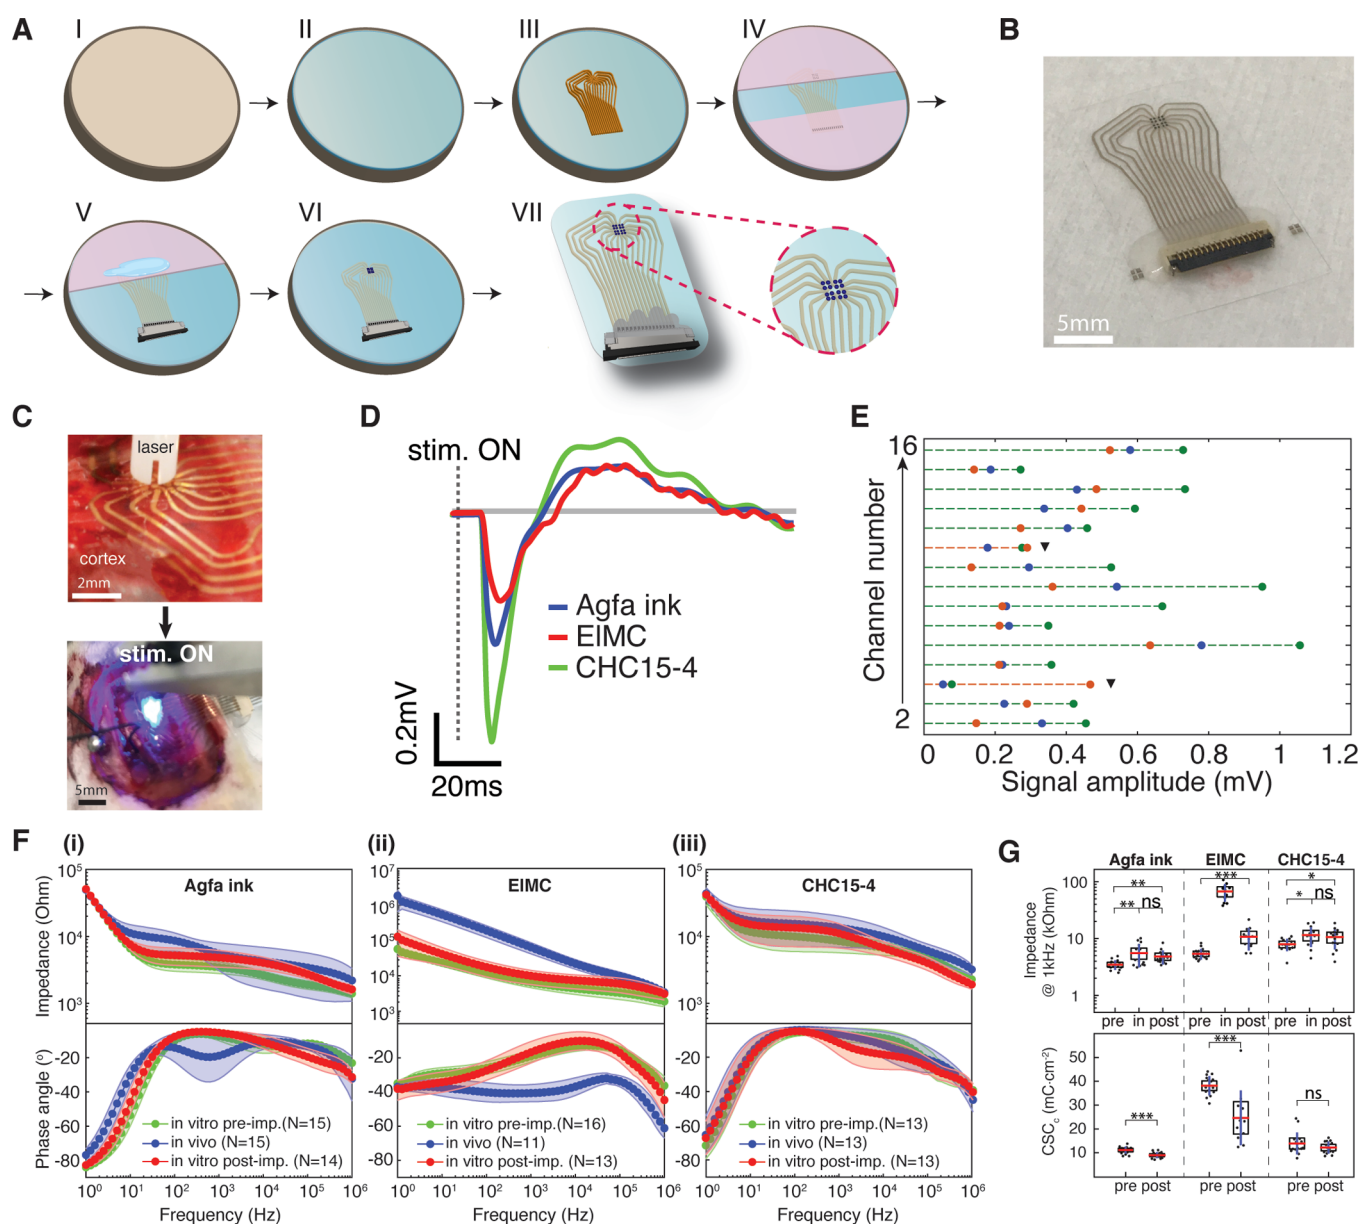 A
I
II
III
IV
V
VI
VII
B
5mm
C
laser
cortex
2mm
stim. ON
5mm
D
stim. ON
Agfa ink
EIMC
CHC15-4
0.2mV
20ms
E
Channel number
16
2
0
0.2
0.4
0.6
0.8
1
1.2
Signal amplitude (mV)
F
(i)
Agfa ink
Impedance (Ohm)
10⁵
10⁴
10³
Phase angle (°)
-20
-40
-60
-80
in vitro pre-imp.(N=15)
in vivo (N=15)
in vitro post-imp. (N=14)
10⁰ 10¹ 10² 10³ 10⁴ 10⁵ 10⁶
Frequency (Hz)
(ii)
EIMC
10⁷
10⁶
10⁵
10⁴
10³
-20
-40
-60
-80
in vitro pre-imp.(N=16)
in vivo (N=11)
in vitro post-imp. (N=13)
10⁰ 10¹ 10² 10³ 10⁴ 10⁵ 10⁶
Frequency (Hz)
(iii)
CHC15-4
10⁵
10⁴
10³
-20
-40
-60
-80
in vitro pre-imp.(N=13)
in vivo (N=13)
in vitro post-imp. (N=13)
10⁰ 10¹ 10² 10³ 10⁴ 10⁵ 10⁶
Frequency (Hz)
G
Agfa ink EIMC CHC15-4
Impedance
@ 1kHz (kOhm)
100
10
1
**
** ns
***
*
* ns
pre in post pre in post pre in post
CSCc (mC·cm⁻²)
50
40
30
20
10
***
***
ns
pre post pre post pre post